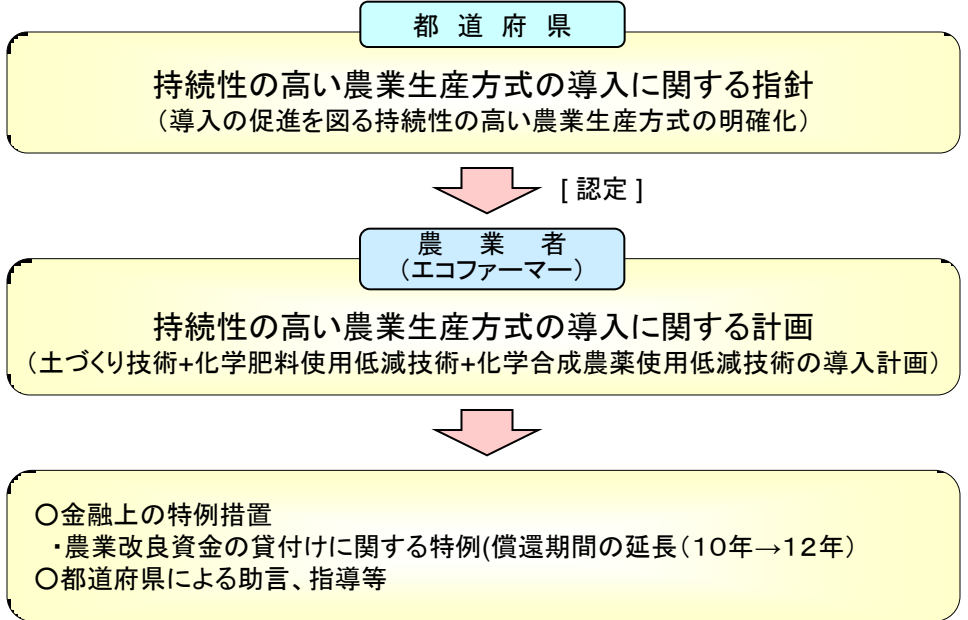 都 道 府 県
持続性の高い農業生産方式の導入に関する指針
（導入の促進を図る持続性の高い農業生産方式の明確化）
[ 認定 ]
農 業 者
（エコファーマー）
持続性の高い農業生産方式の導入に関する計画
（土づくり技術+化学肥料使用低減技術+化学合成農薬使用低減技術の導入計画）
○金融上の特例措置
・農業改良資金の貸付けに関する特例(償還期間の延長（１０年→１２年）
○都道府県による助言、指導等